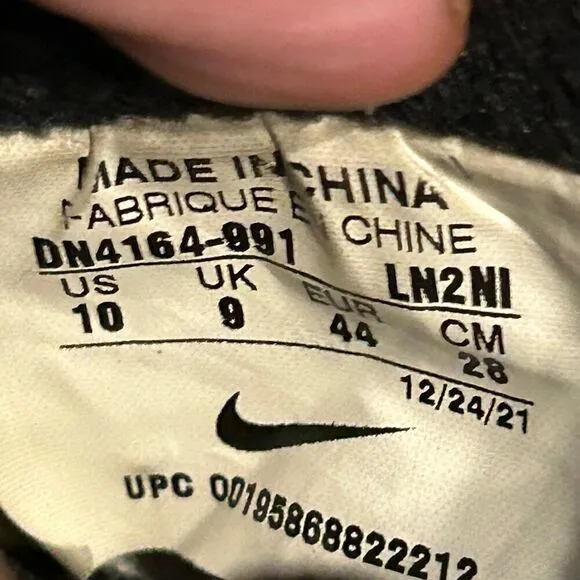 MADE IN CHINA
FABRIQUE EN CHINE
DN4164-991 LN2NI
US UK EUR CM
10 9 44 28
12/24/21
UPC 00195868822212